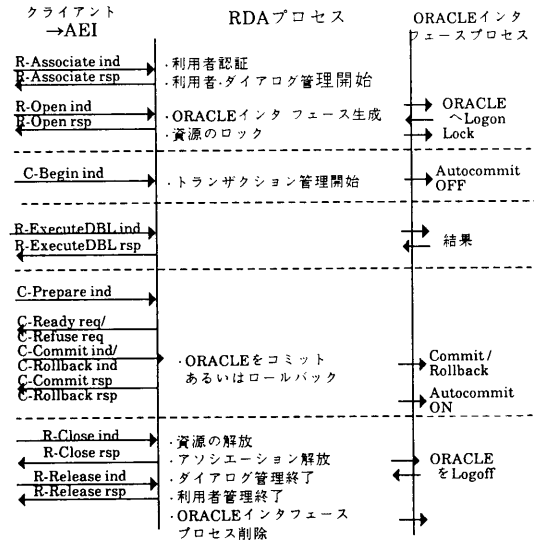 クライアント
→AEI
RDAプロセス
ORACLEインタ
フェースプロセス
R-Associate ind
R-Associate rsp
・利用者認証
・利用者・ダイアログ管理開始
R-Open ind
R-Open rsp
・ORACLEインタ フェース生成
・資源のロック
ORACLE
へLogon
Lock
C-Begin ind
・トランザクション管理開始
Autocommit
OFF
R-ExecuteDBL ind
R-ExecuteDBL rsp
結果
C-Prepare ind
C-Ready req/
C-Refuse req
C-Commit ind/
C-Rollback ind
C-Commit rsp
C-Rollback rsp
・ORACLEをコミット
あるいはロールバック
Commit /
Rollback
Autocommit
ON
R-Close ind
R-Close rsp
R-Release ind
R-Release rsp
・資源の解放
・アソシエーション解放
・ダイアログ管理終了
・利用者管理終了
・ORACLEインタフェース
プロセス削除
ORACLE
をLogoff